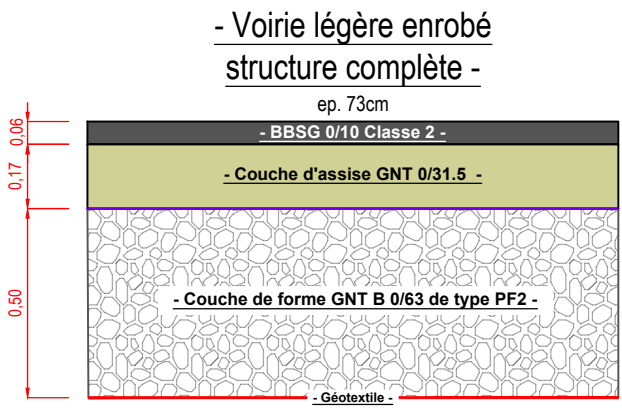 - Voirie légère enrobé
structure complète -
ep. 73cm
0,06
- BBSG 0/10 Classe 2 -
0,17
- Couche d'assise GNT 0/31.5 -
0,50
- Couche de forme GNT B 0/63 de type PF2 -
- Géotextile -